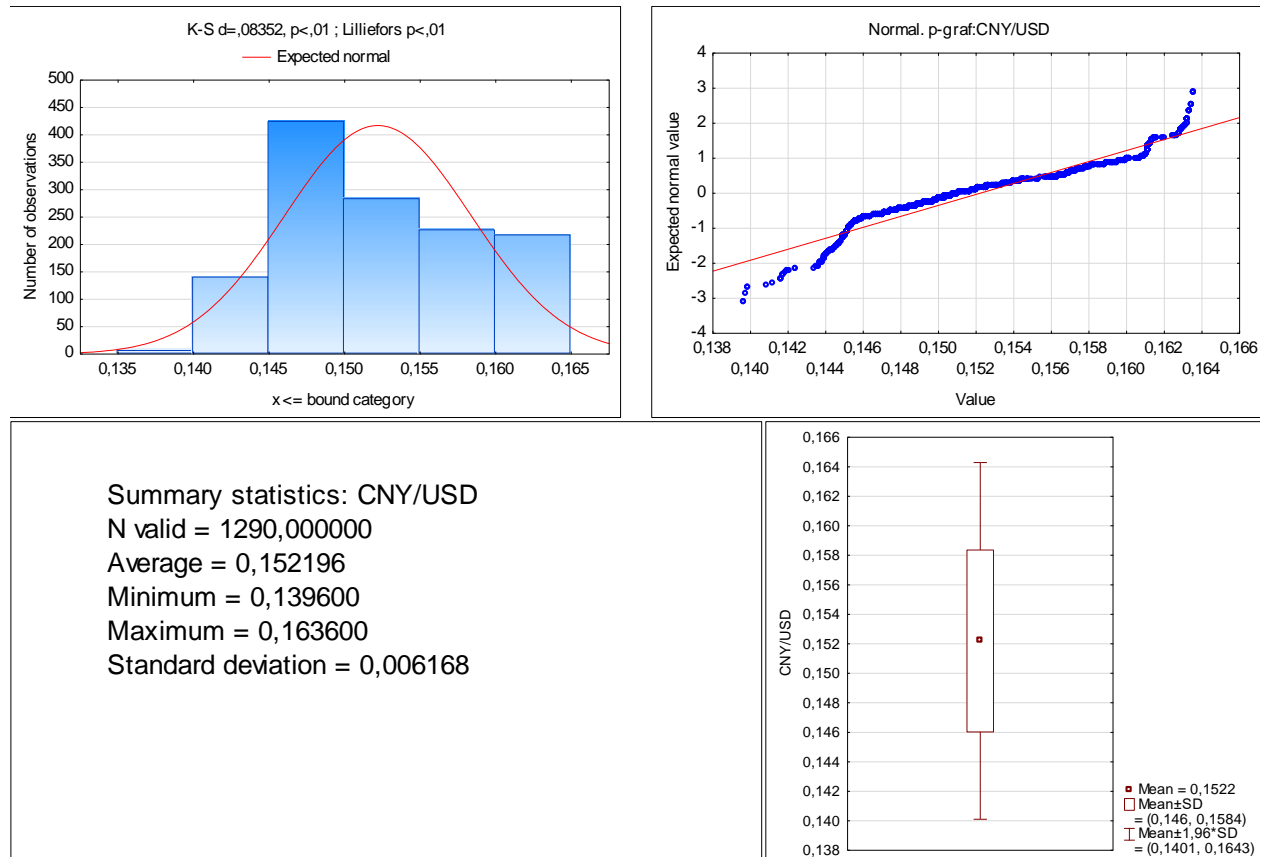 K-S d=,08352, p<,01 ; Lilliefors p<,01
Expected normal
500
450
400
350
300
250
200
150
100
50
0
Number of observations
0,135 0,140 0,145 0,150 0,155 0,160 0,165
x <= bound category
Normal. p-graf:CNY/USD
4
3
2
1
0
-1
-2
-3
-4
Expected normal value
0,138 0,142 0,146 0,150 0,154 0,158 0,162 0,166
0,140 0,144 0,148 0,152 0,156 0,160 0,164
Value
Summary statistics: CNY/USD
N valid = 1290,000000
Average = 0,152196
Minimum = 0,139600
Maximum = 0,163600
Standard deviation = 0,006168
0,166
0,164
0,162
0,160
0,158
0,156
0,154
0,152
0,150
0,148
0,146
0,144
0,142
0,140
0,138
CNY/USD
Mean = 0,1522
Mean±SD
= (0,146, 0,1584)
Mean±1,96*SD
= (0,1401, 0,1643)